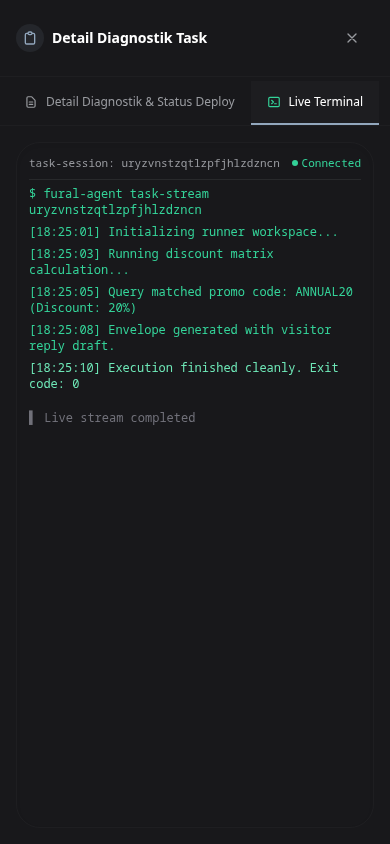 Detail Diagnostik Task
Detail Diagnostik & Status Deploy
Live Terminal
task-session: uryzvnstzqtlzpfjhlzdzncn
Connected
$ fural-agent task-stream
uryzvnstzqtlzpfjhlzdzncn
[18:25:01] Initializing runner workspace...
[18:25:03] Running discount matrix
calculation...
[18:25:05] Query matched promo code: ANNUAL20
(Discount: 20%)
[18:25:08] Envelope generated with visitor
reply draft.
[18:25:10] Execution finished cleanly. Exit
code: 0
Live stream completed